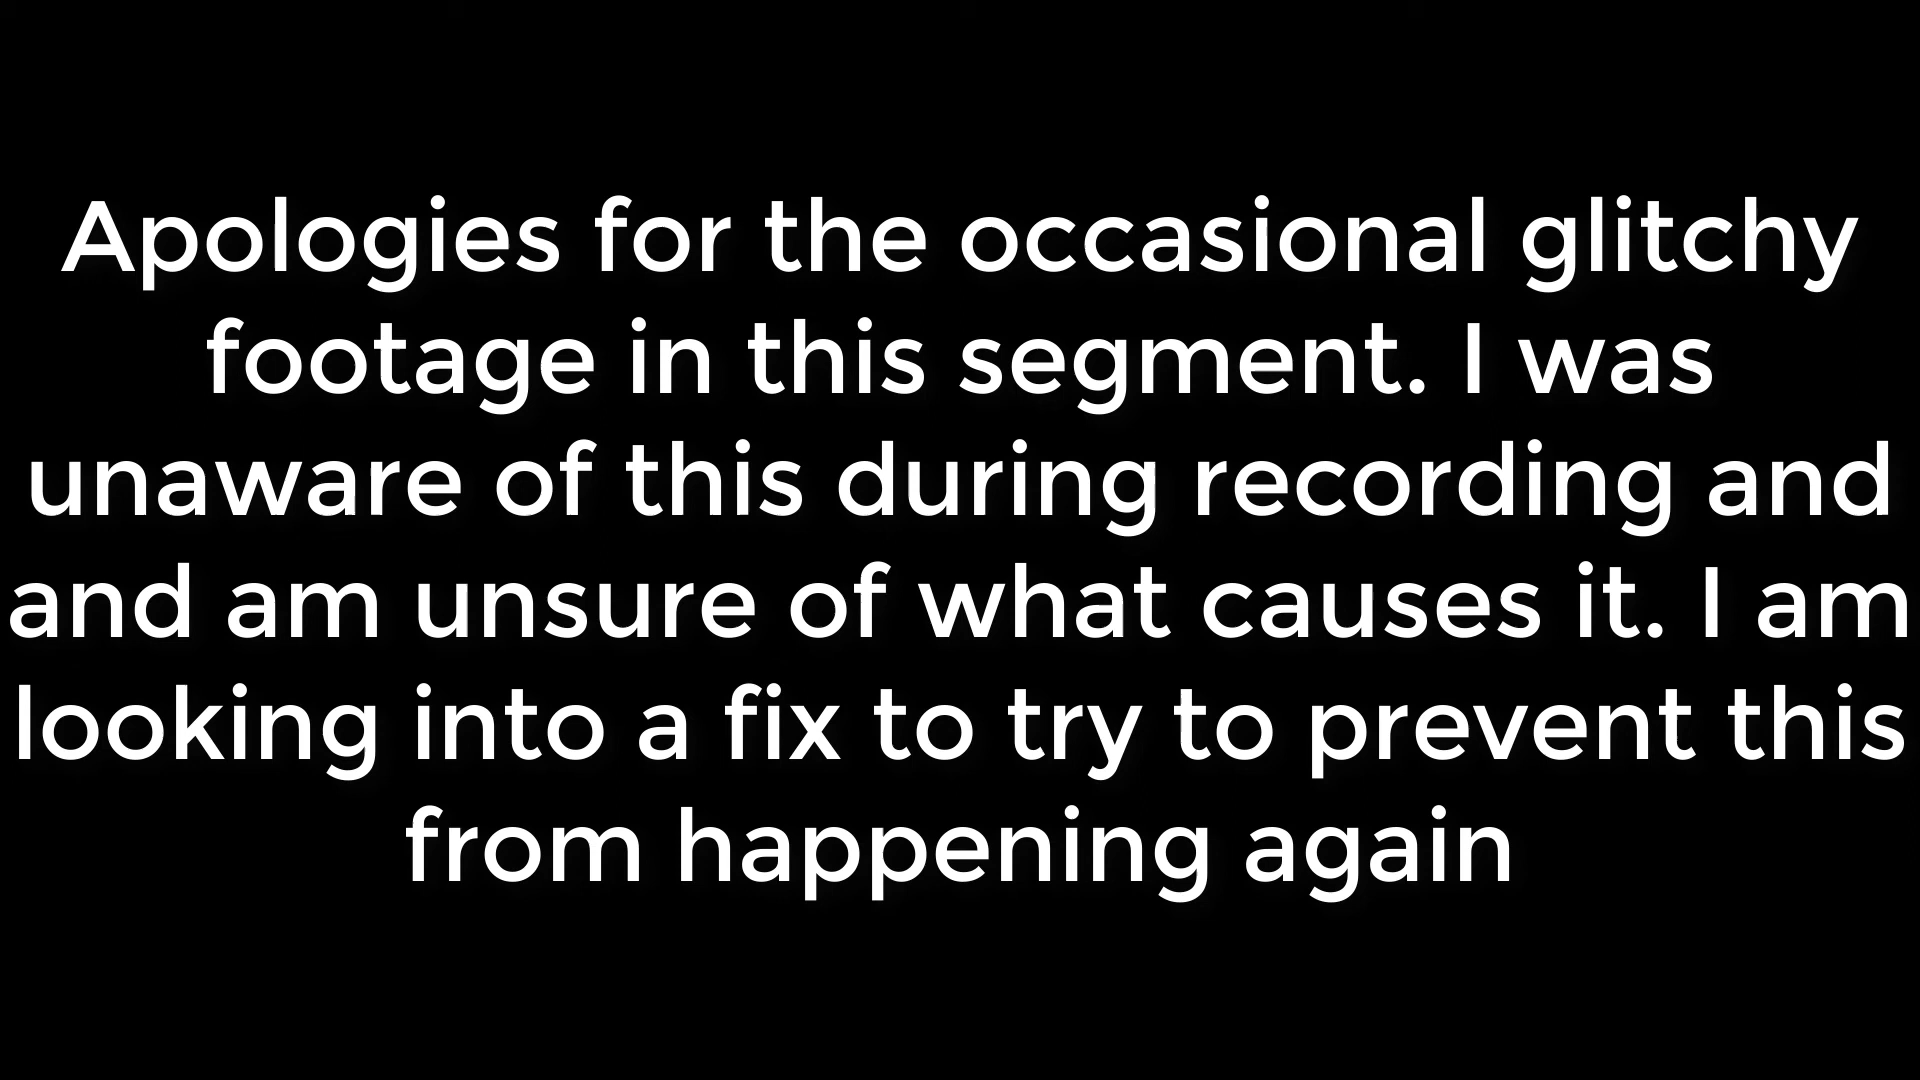 Apologies for the occasional glitchy
footage in this segment. I was
unaware of this during recording and
and am unsure of what causes it. I am
looking into a fix to try to prevent this
from happening again